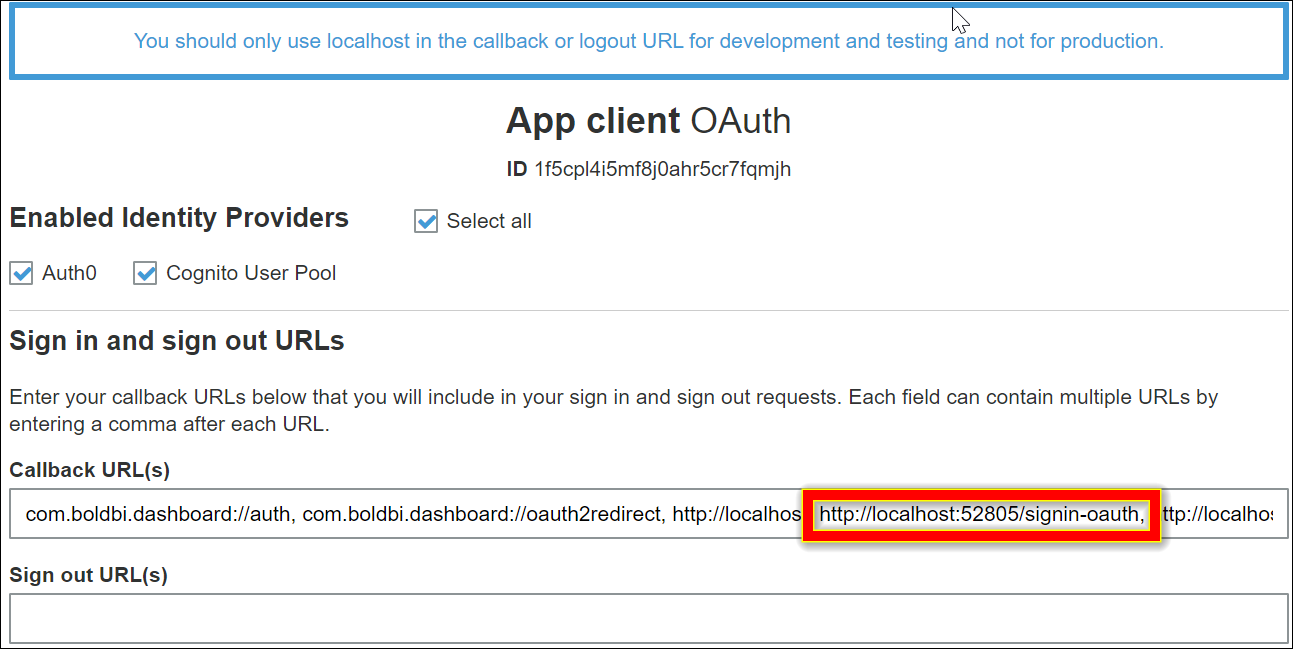 You should only use localhost in the callback or logout URL for development and testing and not for production.
App client OAuth
ID 1f5cpl4i5mf8j0ahr5cr7fqmjh
Enabled Identity Providers
Select all
Auth0
Cognito User Pool
Sign in and sign out URLs
Enter your callback URLs below that you will include in your sign in and sign out requests. Each field can contain multiple URLs by
entering a comma after each URL.
Callback URL(s)
com.boldbi.dashboard://auth, com.boldbi.dashboard://oauth2redirect, http://localhos http://localhost:52805/signin-oauth, ttp://localhos
Sign out URL(s)